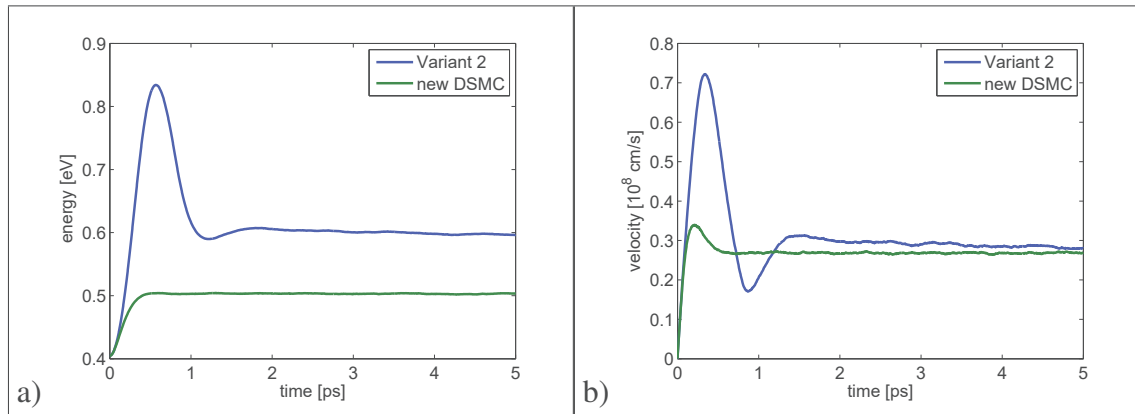 0.9
0.8
0.7
0.6
0.5
0.4
energy [eV]
0 1 2 3 4 5
time [ps]
Variant 2
new DSMC
a)
0.8
0.7
0.6
0.5
0.4
0.3
0.2
0.1
0
velocity [10⁸ cm/s]
0 1 2 3 4 5
time [ps]
Variant 2
new DSMC
b)